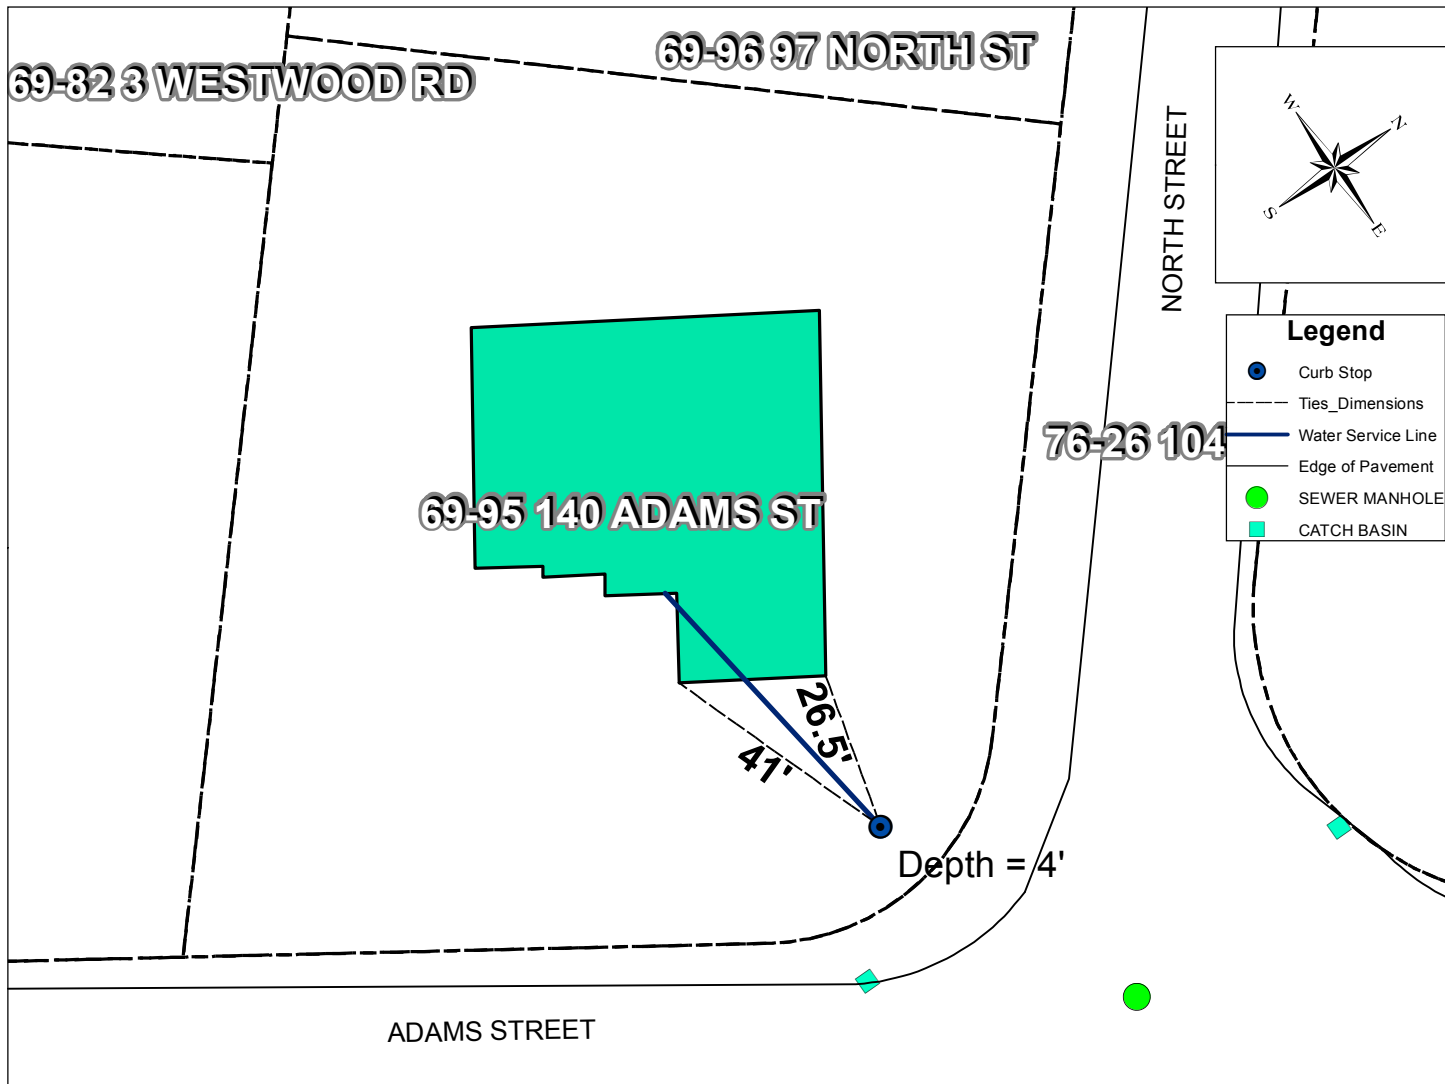 69-96 97 NORTH ST
69-82 3 WESTWOOD RD
NORTH STREET
W
N
S
E
Legend
Curb Stop
Ties_Dimensions
Water Service Line
Edge of Pavement
SEWER MANHOLE
CATCH BASIN
76-26 104
69-95 140 ADAMS ST
26.5'
41'
Depth = 4'
ADAMS STREET